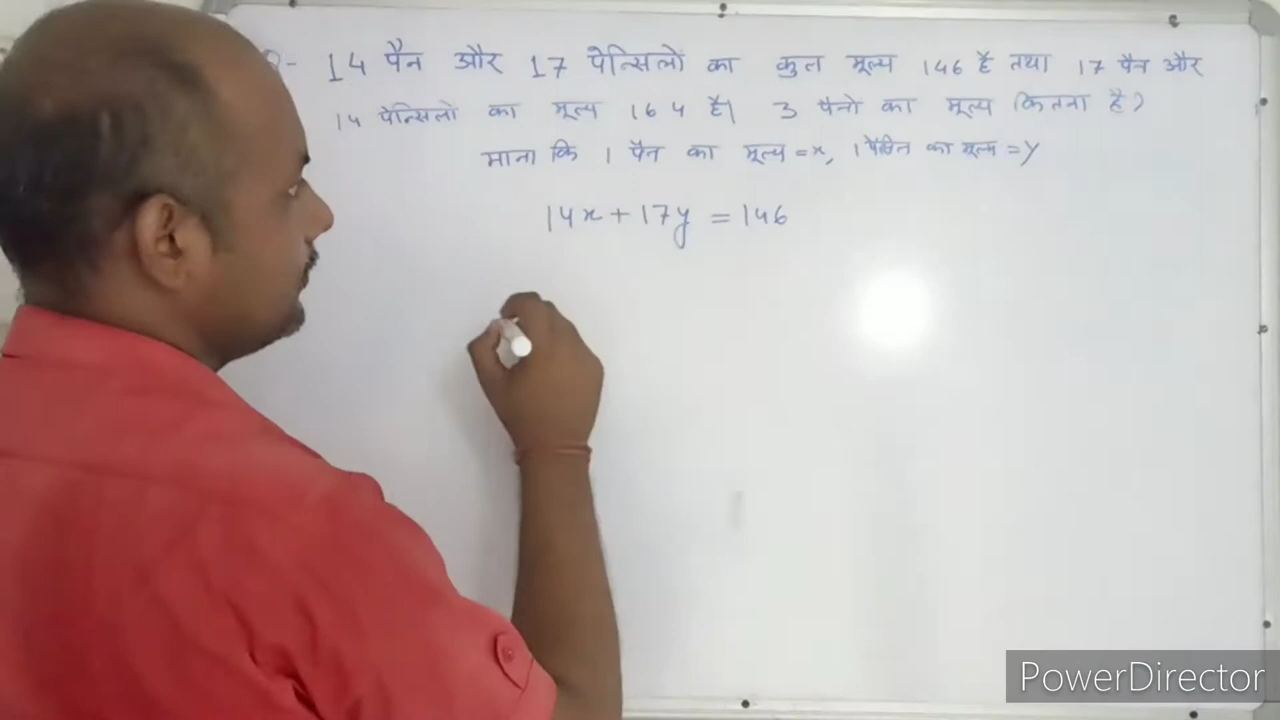 Q- 14 पैन और 17 पेन्सिलो का कुल मूल्य 146 है तथा 17 पैन और
14 पेन्सिलो का मूल्य 164 है। 3 पैनो का मूल्य कितना है?
माना कि 1 पैन का मूल्य =x, 1 पेंसिल का मूल्य =y
14x+17y = 146
PowerDirector